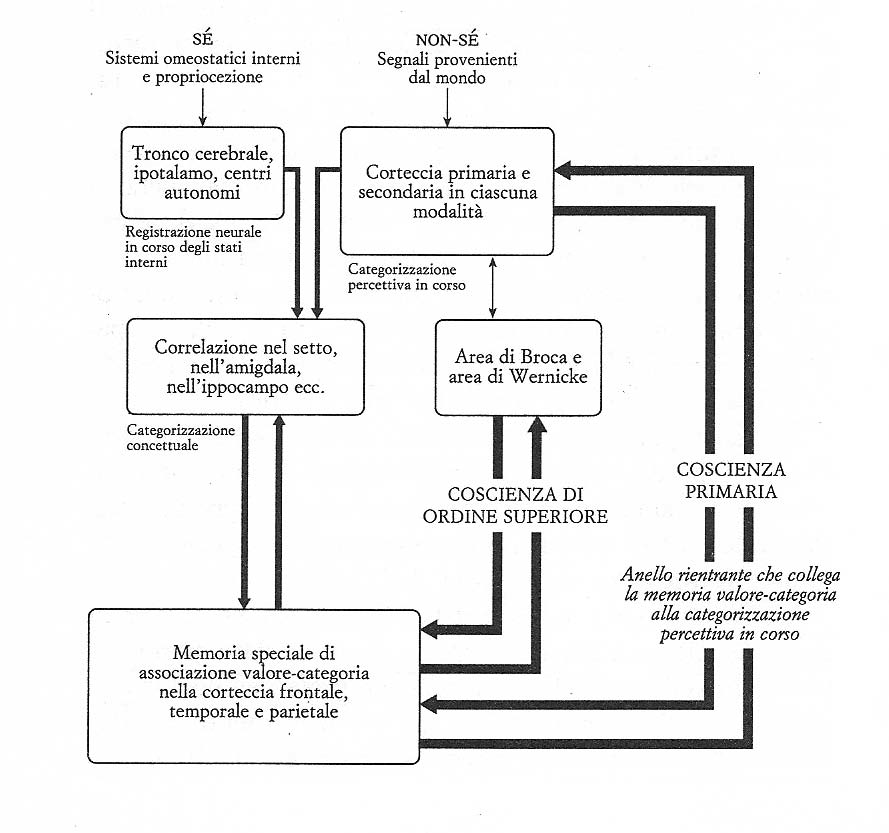 SÉ
Sistemi omeostatici interni
e propriocezione
NON-SÉ
Segnali provenienti
dal mondo
Tronco cerebrale,
ipotalamo, centri
autonomi
Corteccia primaria e
secondaria in ciascuna
modalità
Registrazione neurale
in corso degli stati
interni
Categorizzazione
percettiva in corso
Correlazione nel setto,
nell'amigdala,
nell'ippocampo ecc.
Area di Broca e
area di Wernicke
Categorizzazione
concettuale
COSCIENZA DI
ORDINE SUPERIORE
COSCIENZA
PRIMARIA
Anello rientrante che collega
la memoria valore-categoria
alla categorizzazione
percettiva in corso
Memoria speciale di
associazione valore-categoria
nella corteccia frontale,
temporale e parietale